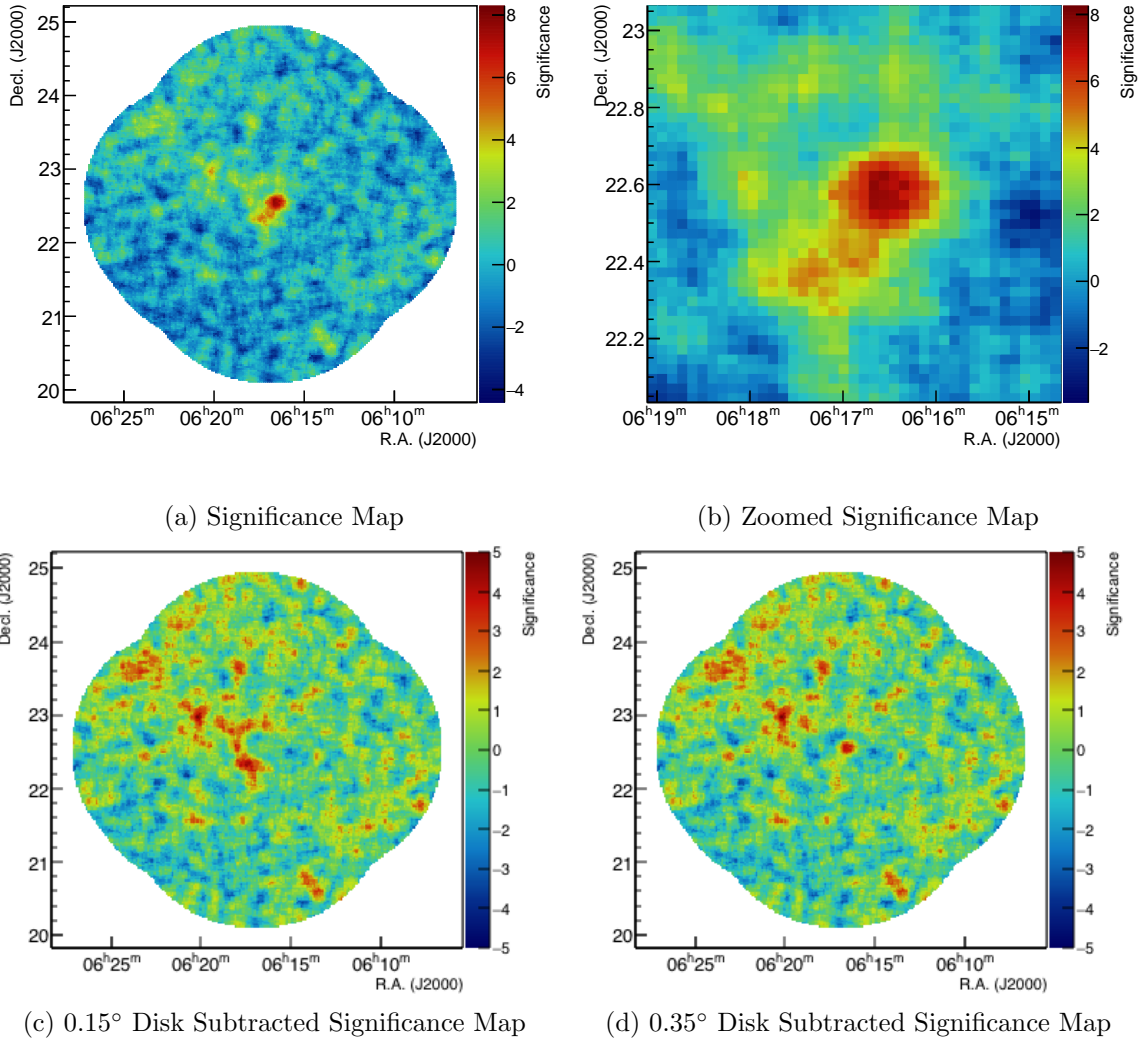 Decl. (J2000)
25
24
23
22
21
20
06ʰ25ᵐ 06ʰ20ᵐ 06ʰ15ᵐ 06ʰ10ᵐ
R.A. (J2000)
8
6
4
2
0
−2
−4
Significance
(a) Significance Map
Decl. (J2000)
23
22.8
22.6
22.4
22.2
06ʰ19ᵐ 06ʰ18ᵐ 06ʰ17ᵐ 06ʰ16ᵐ 06ʰ15ᵐ
R.A. (J2000)
8
6
4
2
0
−2
Significance
(b) Zoomed Significance Map
Decl. (J2000)
25
24
23
22
21
20
06ʰ25ᵐ 06ʰ20ᵐ 06ʰ15ᵐ 06ʰ10ᵐ
R.A. (J2000)
5
4
3
2
1
0
−1
−2
−3
−4
−5
Significance
(c) 0.15° Disk Subtracted Significance Map
Decl. (J2000)
25
24
23
22
21
20
06ʰ25ᵐ 06ʰ20ᵐ 06ʰ15ᵐ 06ʰ10ᵐ
R.A. (J2000)
5
4
3
2
1
0
−1
−2
−3
−4
−5
Significance
(d) 0.35° Disk Subtracted Significance Map